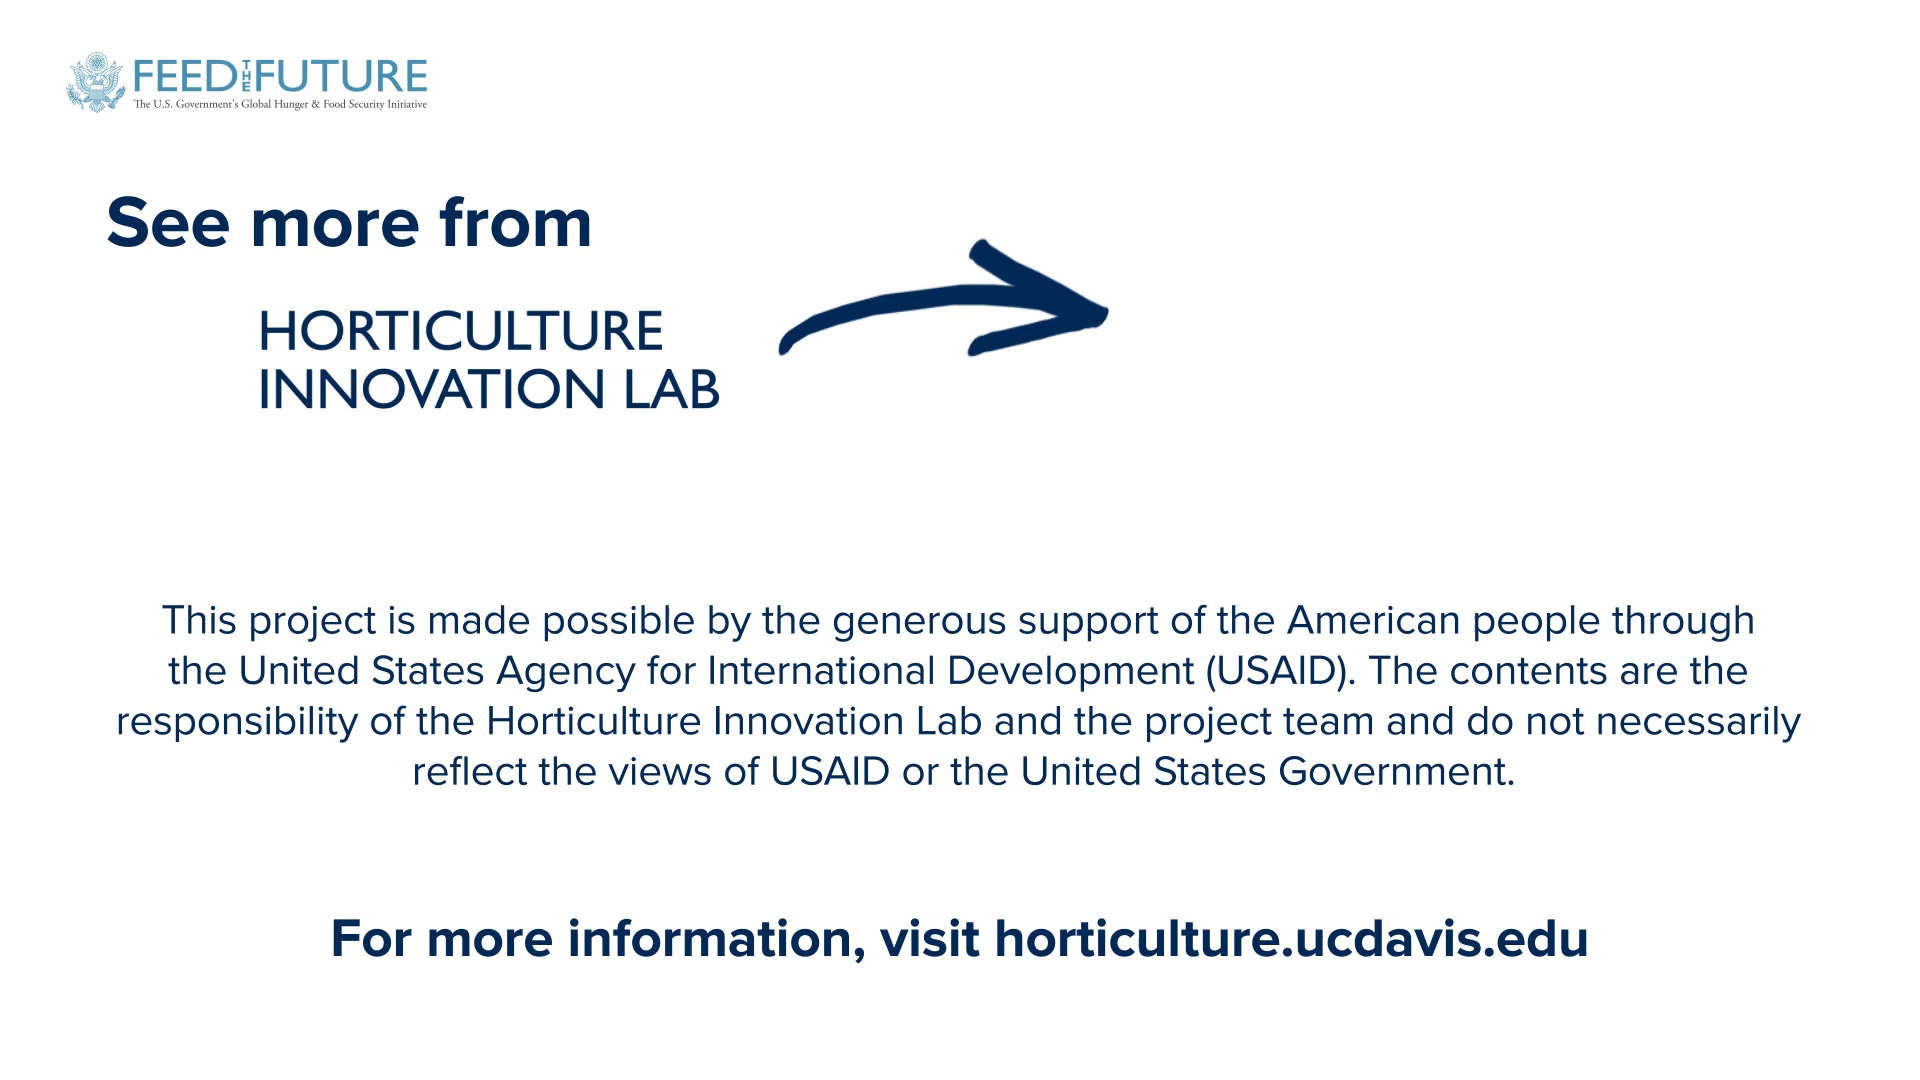 FEED THE FUTURE
The U.S. Government's Global Hunger & Food Security Initiative
See more from
HORTICULTURE
INNOVATION LAB
This project is made possible by the generous support of the American people through
the United States Agency for International Development (USAID). The contents are the
responsibility of the Horticulture Innovation Lab and the project team and do not necessarily
reflect the views of USAID or the United States Government.
For more information, visit horticulture.ucdavis.edu